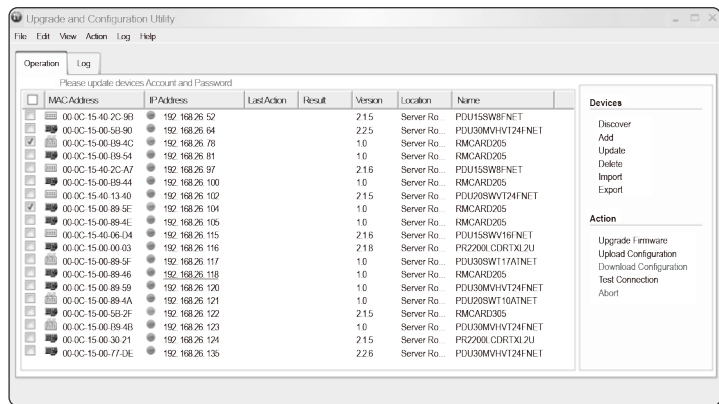 Upgrade and Configuration Utility
File Edit View Action Log Help
Operation Log
Please update devices Account and Password
MAC Address IP Address Last Action Result Version Location Name
00-0C-15-40-2C-9B 192.168.26.52 2.1.5 Server Ro... PDU15SW8FNET
00-0C-15-00-5B-90 192.168.26.64 2.2.5 Server Ro... PDU30MVHVT24FNET
00-0C-15-00-B9-4C 192.168.26.78 1.0 Server Ro... RMCARD205
00-0C-15-00-B9-54 192.168.26.81 1.0 Server Ro... RMCARD205
00-0C-15-40-2C-A7 192.168.26.97 2.1.6 Server Ro... PDU15SW8FNET
00-0C-15-00-B9-44 192.168.26.100 1.0 Server Ro... RMCARD205
00-0C-15-40-13-40 192.168.26.102 2.1.5 Server Ro... PDU20SWVT24FNET
00-0C-15-00-89-5E 192.168.26.104 1.0 Server Ro... RMCARD205
00-0C-15-00-89-4E 192.168.26.105 1.0 Server Ro... RMCARD205
00-0C-15-40-06-D4 192.168.26.115 2.1.6 Server Ro... PDU15SWV16FNET
00-0C-15-00-00-03 192.168.26.116 2.1.8 Server Ro... PR2200LCDRTXL2U
00-0C-15-00-89-5F 192.168.26.117 1.0 Server Ro... PDU30SWT17ATNET
00-0C-15-00-89-46 192.168.26.118 1.0 Server Ro... RMCARD205
00-0C-15-00-89-59 192.168.26.120 1.0 Server Ro... PDU30MVHVT24FNET
00-0C-15-00-89-4A 192.168.26.121 1.0 Server Ro... PDU20SWT10ATNET
00-0C-15-00-5B-2F 192.168.26.122 2.1.5 Server Ro... RMCARD305
00-0C-15-00-B9-4B 192.168.26.123 1.0 Server Ro... PDU30MVHVT24FNET
00-0C-15-00-30-21 192.168.26.124 2.1.5 Server Ro... PR2200LCDRTXL2U
00-0C-15-00-77-DE 192.168.26.135 2.2.6 Server Ro... PDU30MVHVT24FNET
Devices
Discover
Add
Update
Delete
Import
Export
Action
Upgrade Firmware
Upload Configuration
Download Configuration
Test Connection
Abort